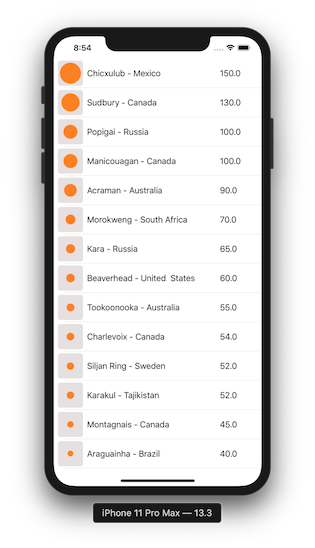 8:54
Chicxulub - Mexico 150.0
Sudbury - Canada 130.0
Popigai - Russia 100.0
Manicouagan - Canada 100.0
Acraman - Australia 90.0
Morokweng - South Africa 70.0
Kara - Russia 65.0
Beaverhead - United  States 60.0
Tookoonooka - Australia 55.0
Charlevoix - Canada 54.0
Siljan Ring - Sweden 52.0
Karakul - Tajikistan 52.0
Montagnais - Canada 45.0
Araguainha - Brazil 40.0
iPhone 11 Pro Max — 13.3